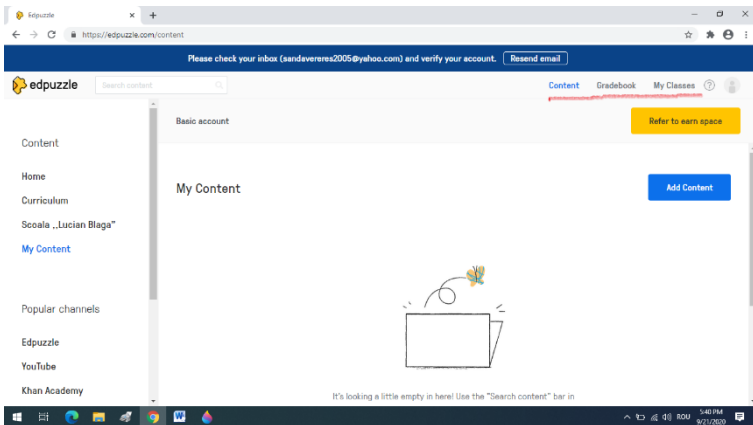 Edpuzzle
https://edpuzzle.com/content
Please check your inbox (sandavereres2005@yahoo.com) and verify your account. Resend email
edpuzzle Search content Content Gradebook My Classes ?
Basic account Refer to earn space
Content
Home
Curriculum
Scoala ,,Lucian Blaga"
My Content
My Content Add Content
Popular channels
Edpuzzle
YouTube
Khan Academy
It's looking a little empty in here! Use the "Search content" bar in
ROU 5:40 PM
9/21/2020